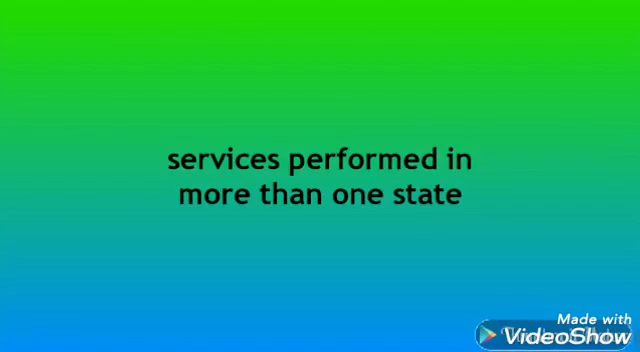 services performed in
more than one state
Made with
VideoShow